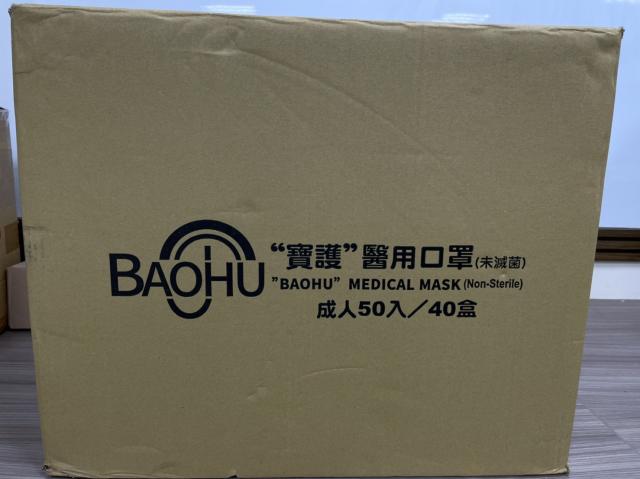 BAOHU
“寶護”醫用口罩(未滅菌)
”BAOHU” MEDICAL MASK (Non-Sterile)
成人50入／40盒